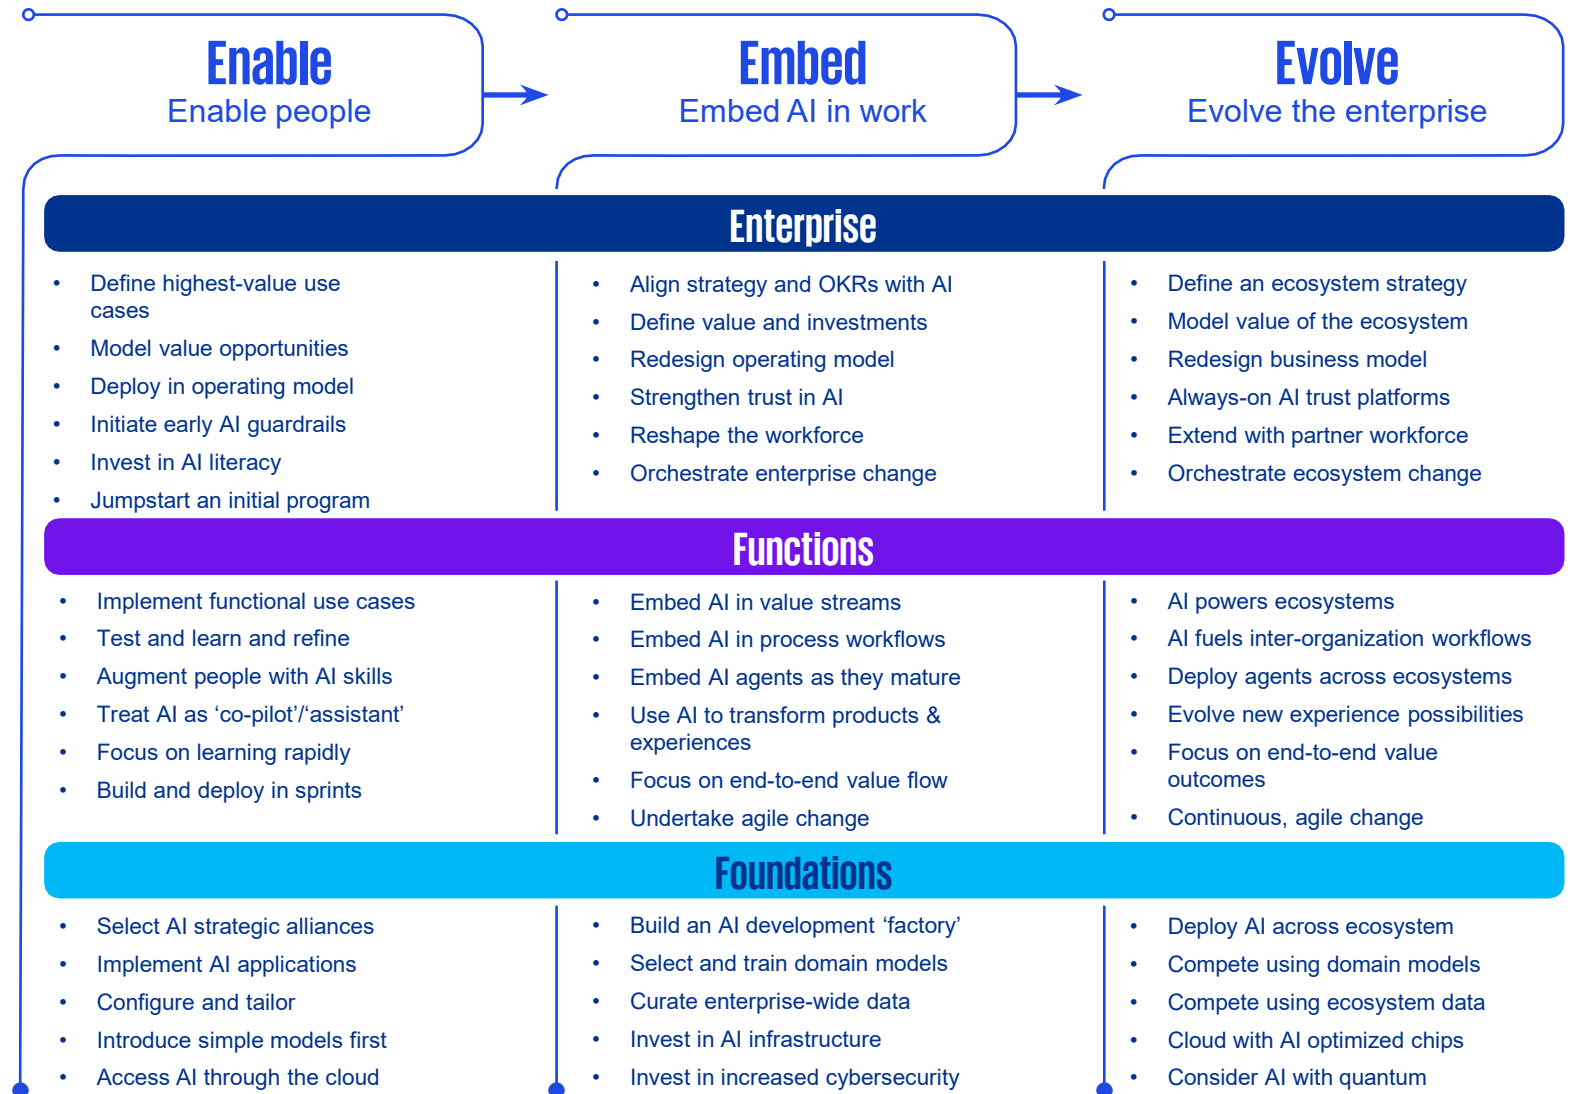 Enable
Enable people
Embed
Embed AI in work
Evolve
Evolve the enterprise
Enterprise
• Define highest-value use
cases
• Model value opportunities
• Deploy in operating model
• Initiate early AI guardrails
• Invest in AI literacy
• Jumpstart an initial program
• Align strategy and OKRs with AI
• Define value and investments
• Redesign operating model
• Strengthen trust in AI
• Reshape the workforce
• Orchestrate enterprise change
• Define an ecosystem strategy
• Model value of the ecosystem
• Redesign business model
• Always-on AI trust platforms
• Extend with partner workforce
• Orchestrate ecosystem change
Functions
• Implement functional use cases
• Test and learn and refine
• Augment people with AI skills
• Treat AI as ‘co-pilot’/‘assistant’
• Focus on learning rapidly
• Build and deploy in sprints
• Embed AI in value streams
• Embed AI in process workflows
• Embed AI agents as they mature
• Use AI to transform products &
experiences
• Focus on end-to-end value flow
• Undertake agile change
• AI powers ecosystems
• AI fuels inter-organization workflows
• Deploy agents across ecosystems
• Evolve new experience possibilities
• Focus on end-to-end value
outcomes
• Continuous, agile change
Foundations
• Select AI strategic alliances
• Implement AI applications
• Configure and tailor
• Introduce simple models first
• Access AI through the cloud
• Build an AI development ‘factory’
• Select and train domain models
• Curate enterprise-wide data
• Invest in AI infrastructure
• Invest in increased cybersecurity
• Deploy AI across ecosystem
• Compete using domain models
• Compete using ecosystem data
• Cloud with AI optimized chips
• Consider AI with quantum